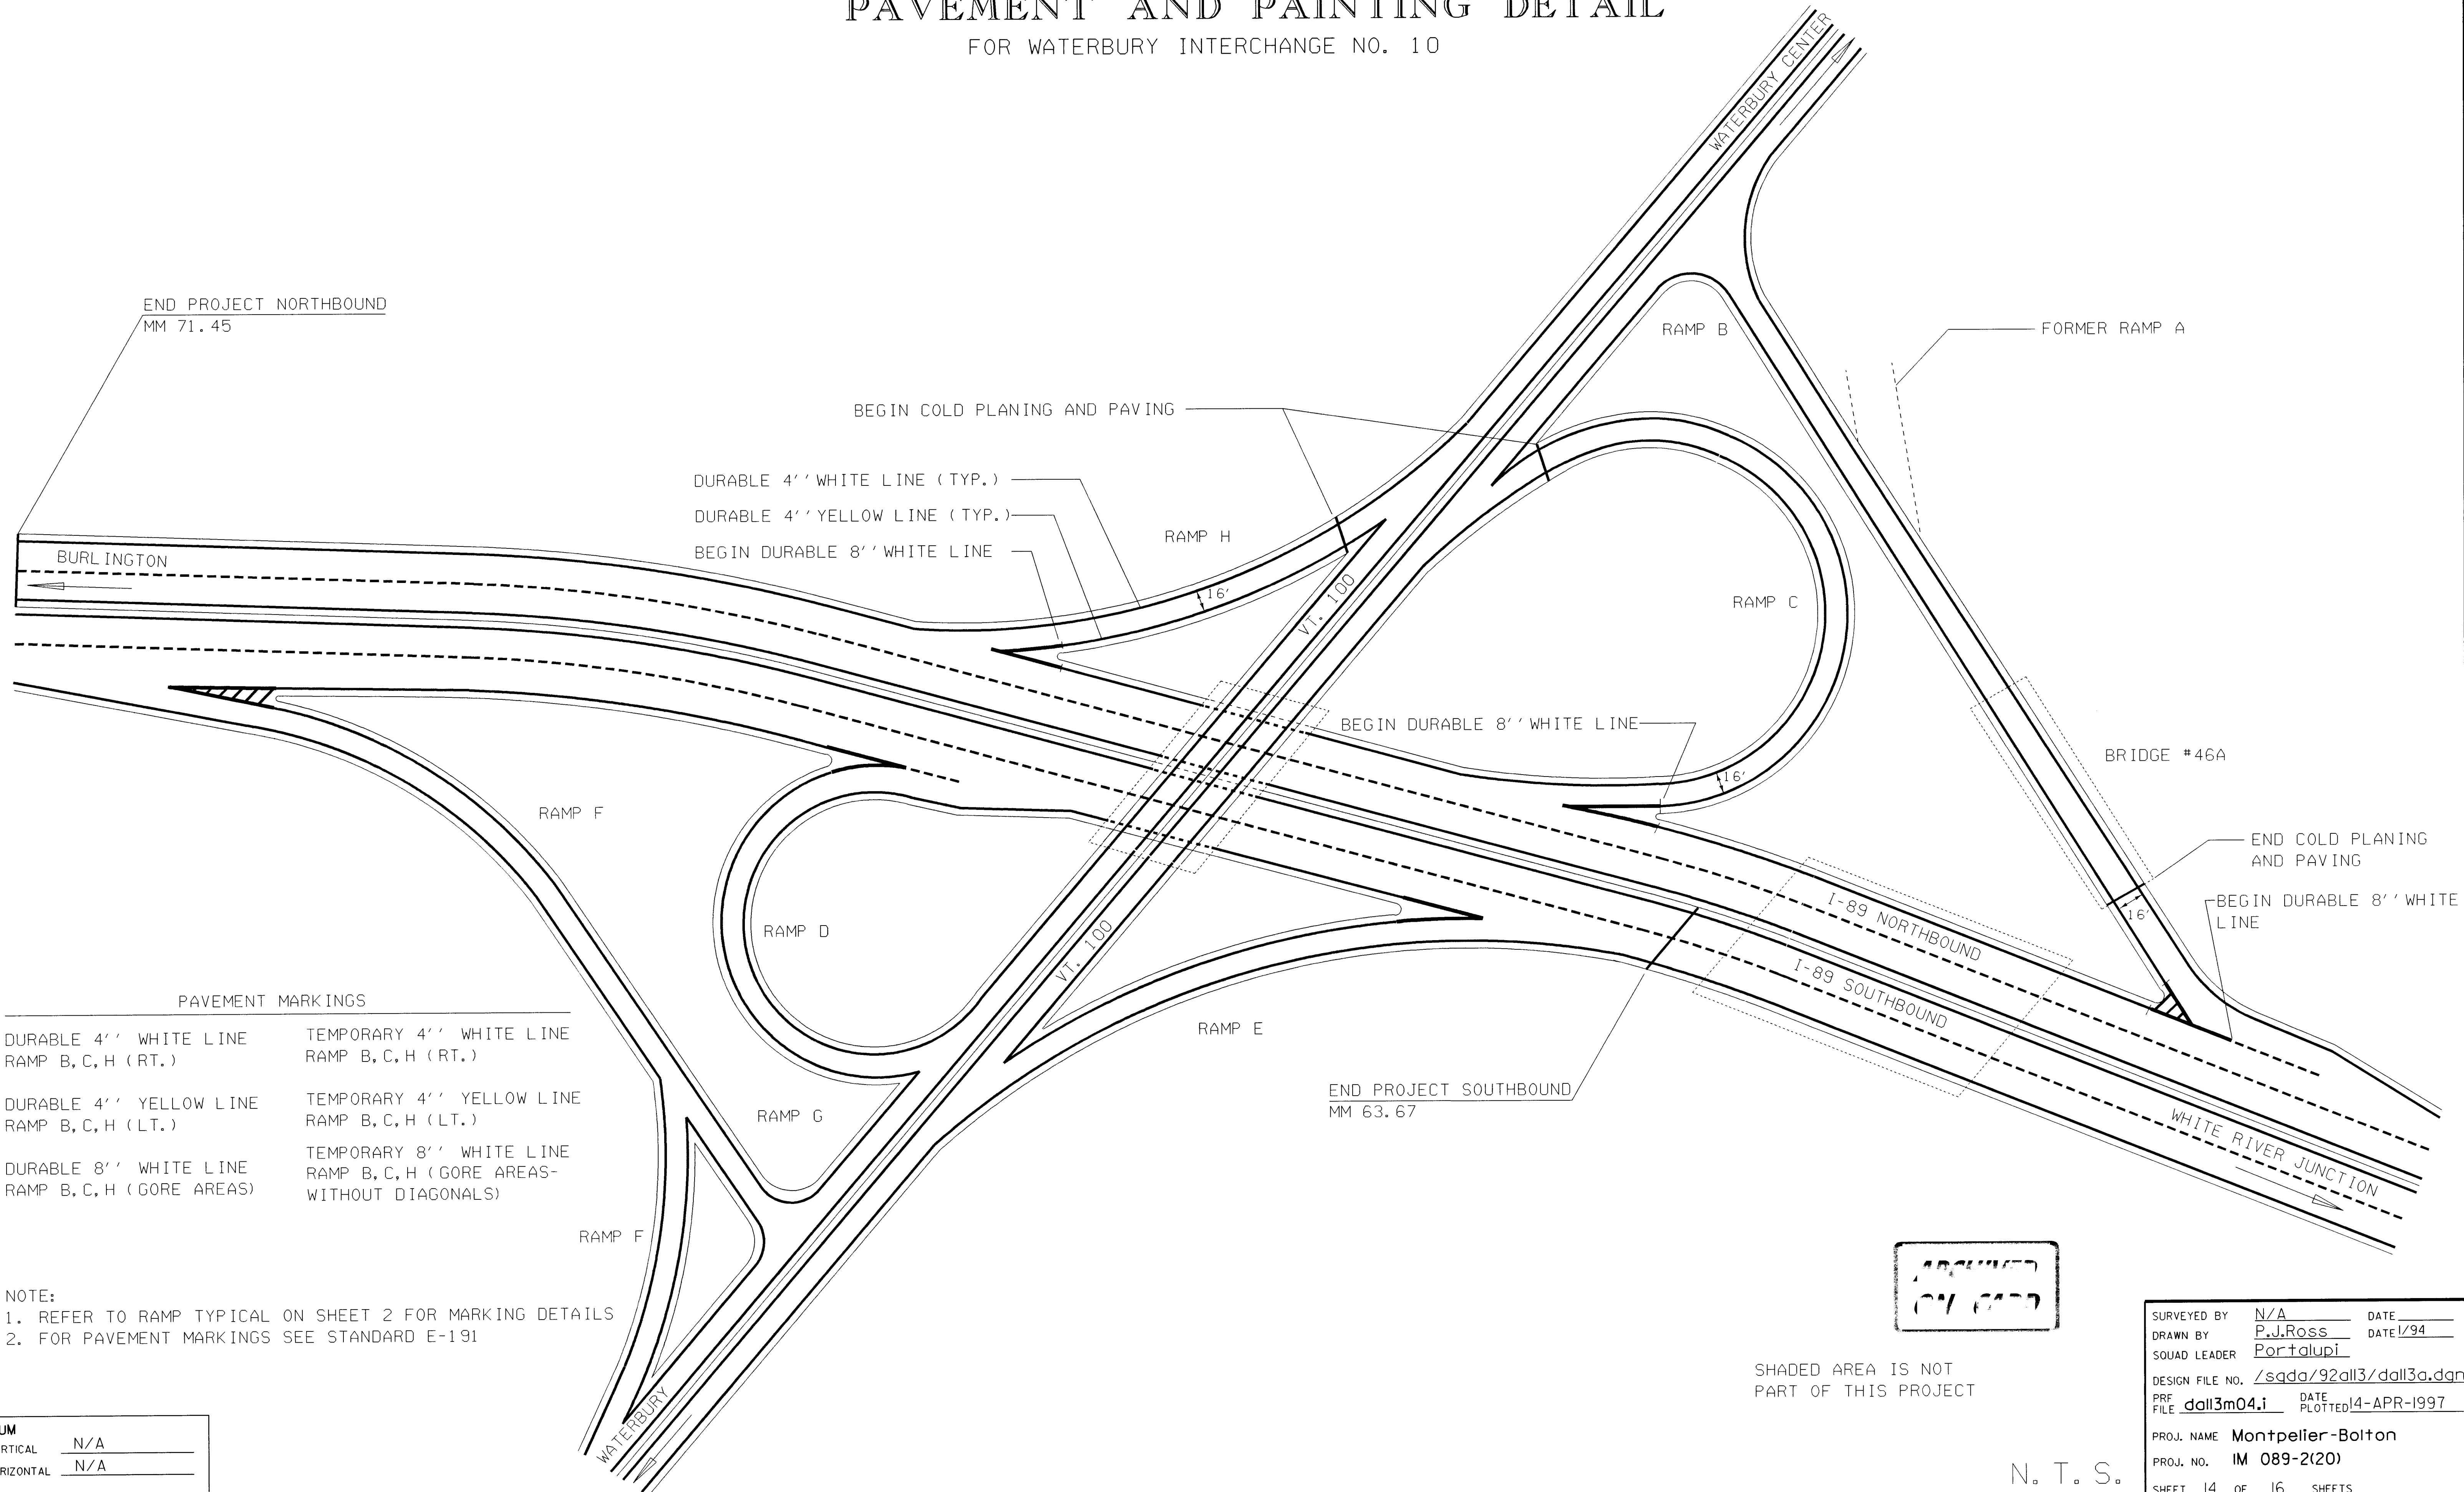 PAVEMENT AND PAINTING DETAIL
FOR WATERBURY INTERCHANGE NO. 10
WATERBURY CENTER
END PROJECT NORTHBOUND
MM 71.45
RAMP B
FORMER RAMP A
BEGIN COLD PLANING AND PAVING
DURABLE 4'' WHITE LINE (TYP.)
DURABLE 4'' YELLOW LINE (TYP.)
BEGIN DURABLE 8'' WHITE LINE
RAMP H
16'
VT. 100
RAMP C
BURLINGTON
BEGIN DURABLE 8'' WHITE LINE
16'
BRIDGE #46A
RAMP F
END COLD PLANING
AND PAVING
16'
BEGIN DURABLE 8'' WHITE
LINE
I-89 NORTHBOUND
I-89 SOUTHBOUND
RAMP D
VT. 100
RAMP E
END PROJECT SOUTHBOUND
MM 63.67
RAMP G
WHITE RIVER JUNCTION
RAMP F
WATERBURY
PAVEMENT MARKINGS
DURABLE 4'' WHITE LINE
RAMP B, C, H (RT.)
TEMPORARY 4'' WHITE LINE
RAMP B, C, H (RT.)
DURABLE 4'' YELLOW LINE
RAMP B, C, H (LT.)
TEMPORARY 4'' YELLOW LINE
RAMP B, C, H (LT.)
DURABLE 8'' WHITE LINE
RAMP B, C, H (GORE AREAS)
TEMPORARY 8'' WHITE LINE
RAMP B, C, H (GORE AREAS-
WITHOUT DIAGONALS)
NOTE:
1. REFER TO RAMP TYPICAL ON SHEET 2 FOR MARKING DETAILS
2. FOR PAVEMENT MARKINGS SEE STANDARD E-191
UM
RTICAL N/A
RIZONTAL N/A
SHADED AREA IS NOT
PART OF THIS PROJECT
N. T. S.
SURVEYED BY N/A DATE
DRAWN BY P.J.Ross DATE 1/94
SQUAD LEADER Portalupi
DESIGN FILE NO. /sqda/92all3/dall3a.dgn
PRF FILE dall3m04.i DATE PLOTTED 14-APR-1997
PROJ. NAME Montpelier-Bolton
PROJ. NO. IM 089-2(20)
SHEET 14 OF 16 SHEETS